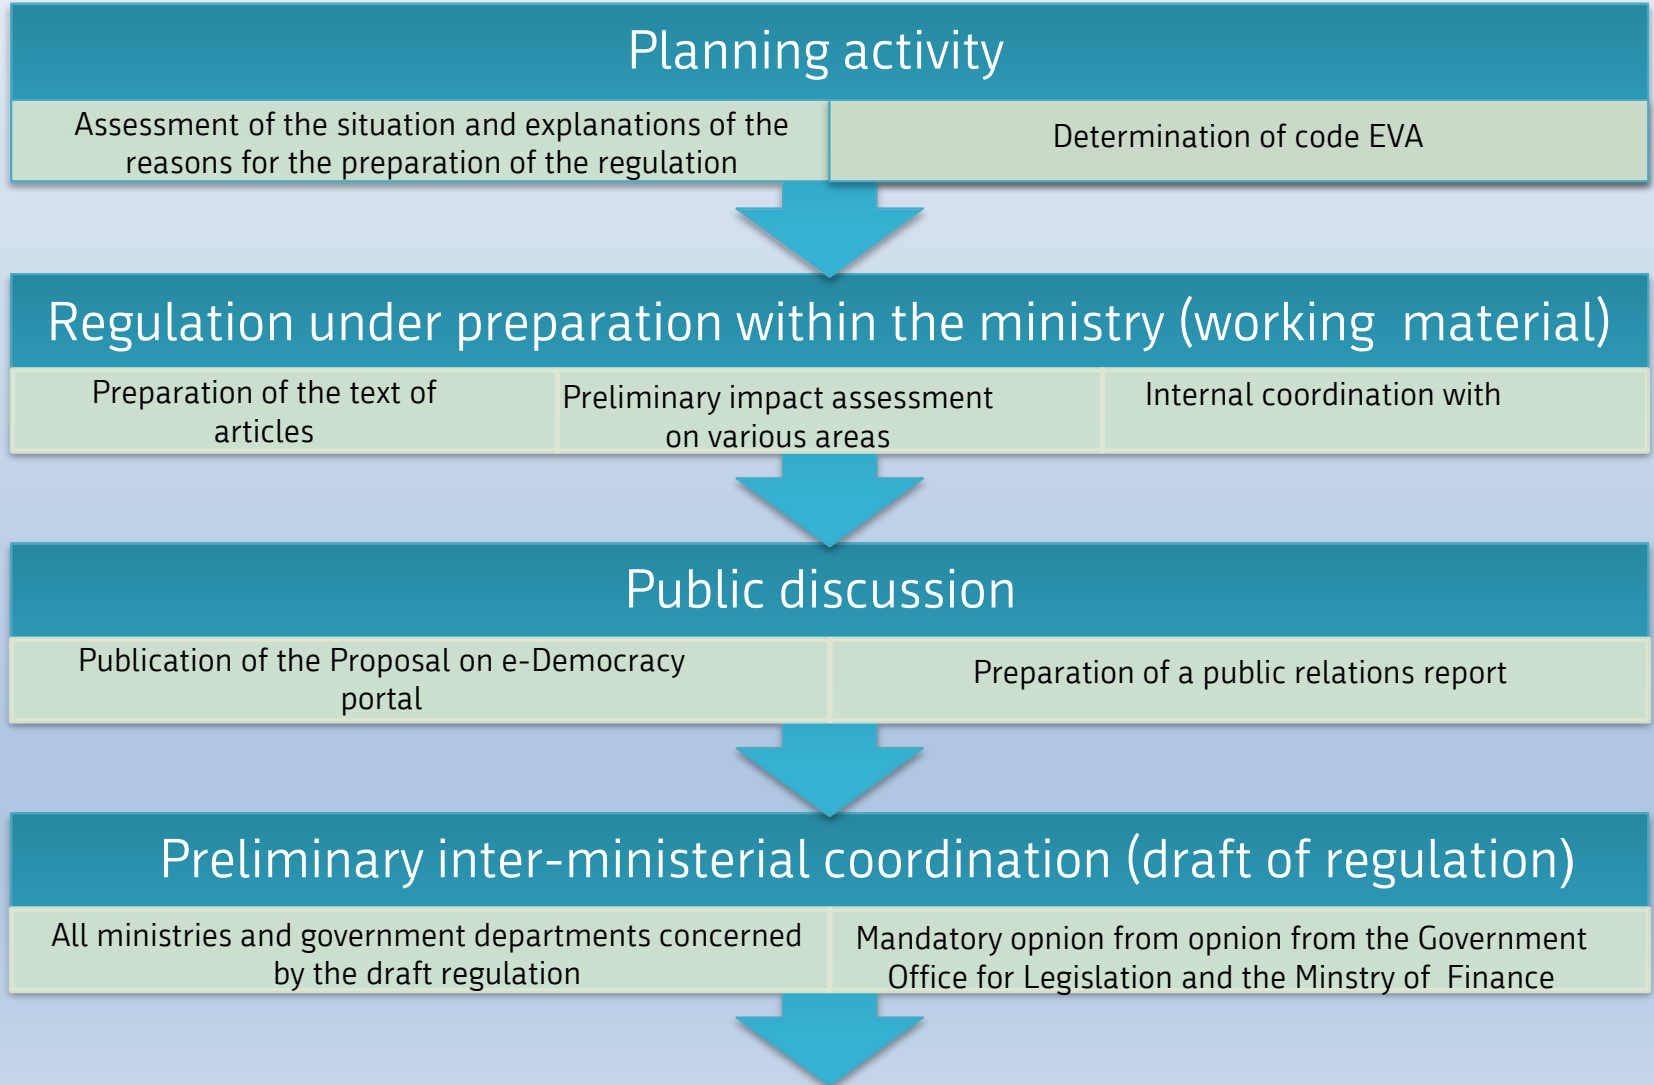 Planning activity
Assessment of the situation and explanations of the
reasons for the preparation of the regulation
Determination of code EVA
Regulation under preparation within the ministry (working  material)
Preparation of the text of
articles
Preliminary impact assessment
on various areas
Internal coordination with
Public discussion
Publication of the Proposal on e-Democracy
portal
Preparation of a public relations report
Preliminary inter-ministerial coordination (draft of regulation)
All ministries and government departments concerned
by the draft regulation
Mandatory opnion from opnion from the Government
Office for Legislation and the Minstry of  Finance